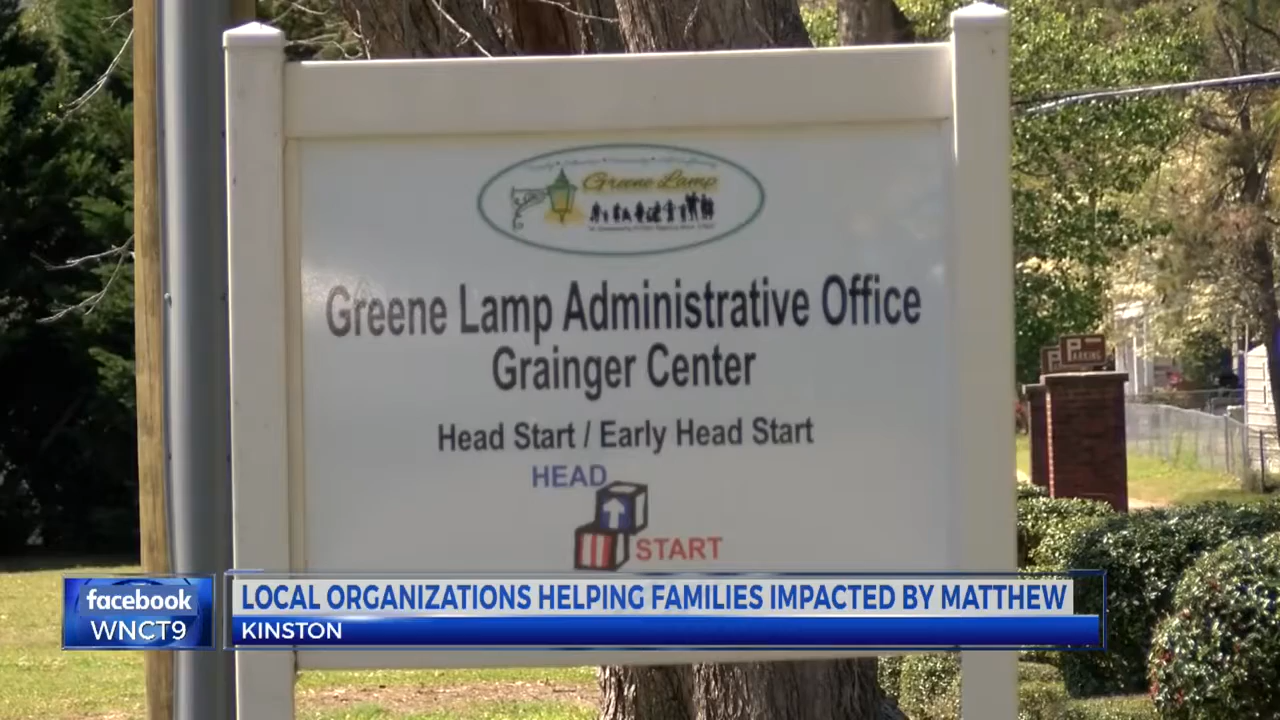 Greene Lamp
Greene Lamp Administrative Office
Grainger Center
Head Start / Early Head Start
HEAD
START
P PARKING
facebook
WNCT9
LOCAL ORGANIZATIONS HELPING FAMILIES IMPACTED BY MATTHEW
KINSTON